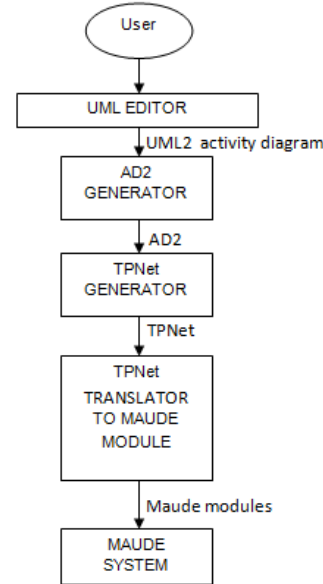 User
UML EDITOR
UML2 activity diagram
AD2
GENERATOR
AD2
TPNet
GENERATOR
TPNet
TPNet
TRANSLATOR
TO MAUDE
MODULE
Maude modules
MAUDE
SYSTEM